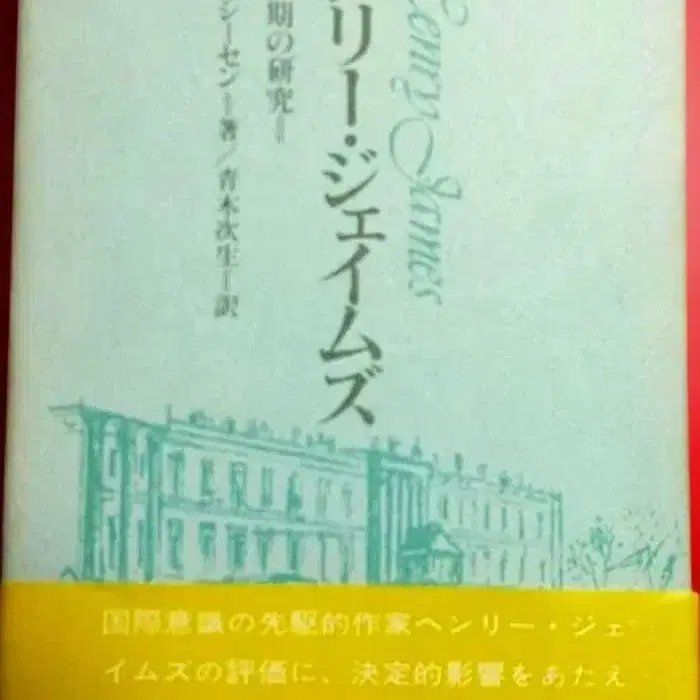 Henry James
リー・ジェイムズ
期の研究=
シーセン=著/青木次生=訳
国際意識の先駆的作家ヘンリー・ジェ
イムズの評価に、決定的影響をあたえ